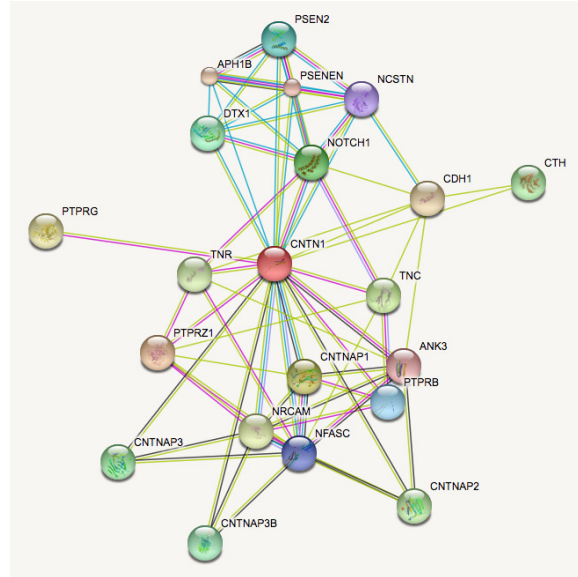 PSEN2
APH1B
PSENEN
NCSTN
DTX1
NOTCH1
CTH
CDH1
PTPRG
CNTN1
TNR
TNC
PTPRZ1
CNTNAP1
ANK3
PTPRB
NRCAM
NFASC
CNTNAP3
CNTNAP2
CNTNAP3B